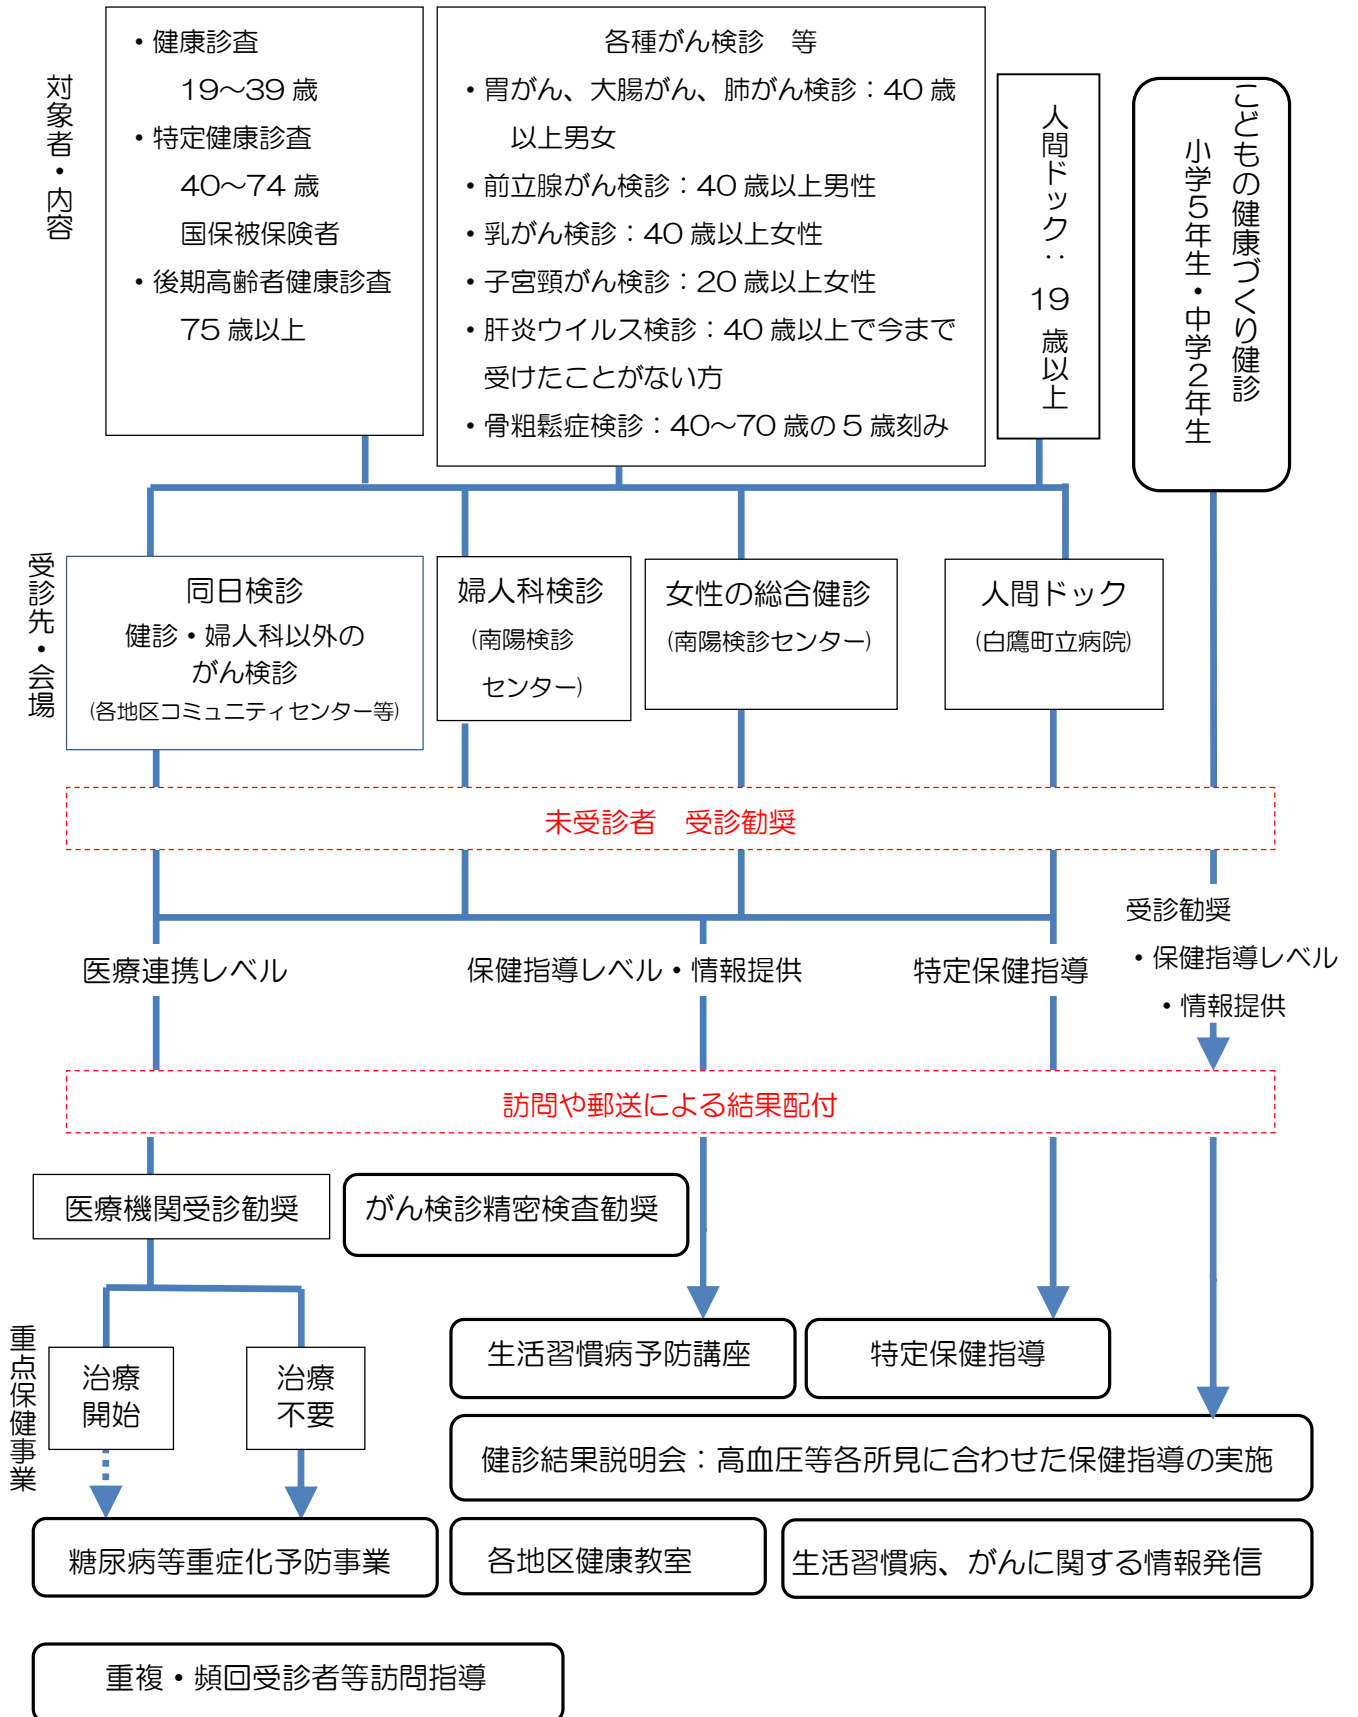 対象者・内容
・健康診査
19～39 歳
・特定健康診査
40～74 歳
国保被保険者
・後期高齢者健康診査
75 歳以上
各種がん検診　等
・胃がん、大腸がん、肺がん検診：40 歳
以上男女
・前立腺がん検診：40 歳以上男性
・乳がん検診：40 歳以上女性
・子宮頸がん検診：20 歳以上女性
・肝炎ウイルス検診：40 歳以上で今まで
受けたことがない方
・骨粗鬆症検診：40～70 歳の 5 歳刻み
人間ドック：19 歳以上
こどもの健康づくり健診
小学５年生・中学２年生
受診先・会場
同日検診
健診・婦人科以外の
がん検診
(各地区コミュニティセンター等)
婦人科検診
(南陽検診
センター)
女性の総合健診
(南陽検診センター)
人間ドック
(白鷹町立病院)
未受診者　受診勧奨
医療連携レベル
保健指導レベル・情報提供
特定保健指導
受診勧奨
・保健指導レベル
・情報提供
訪問や郵送による結果配付
医療機関受診勧奨
がん検診精密検査勧奨
重点保健事業
治療
開始
治療
不要
生活習慣病予防講座
特定保健指導
健診結果説明会：高血圧等各所見に合わせた保健指導の実施
糖尿病等重症化予防事業
各地区健康教室
生活習慣病、がんに関する情報発信
重複・頻回受診者等訪問指導